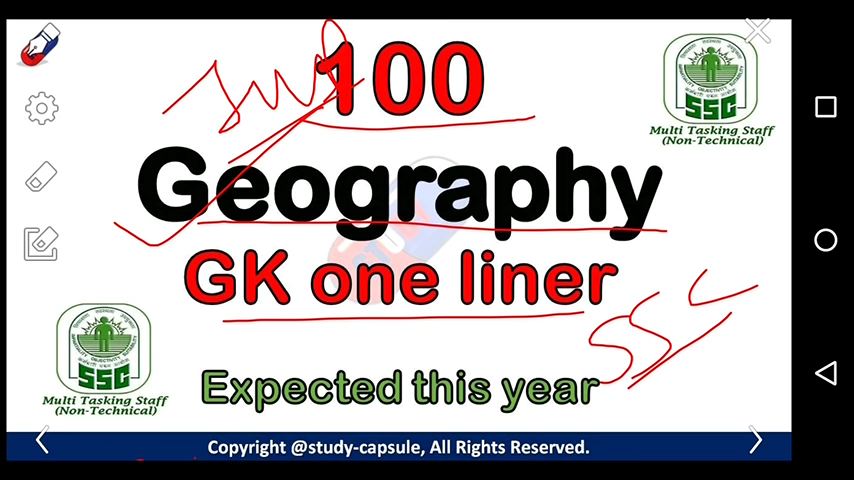 100
Geography
GK one liner
Expected this year
SSC
Multi Tasking Staff
(Non-Technical)
SSC
SSC
Multi Tasking Staff
(Non-Technical)
Copyright @study-capsule, All Rights Reserved.